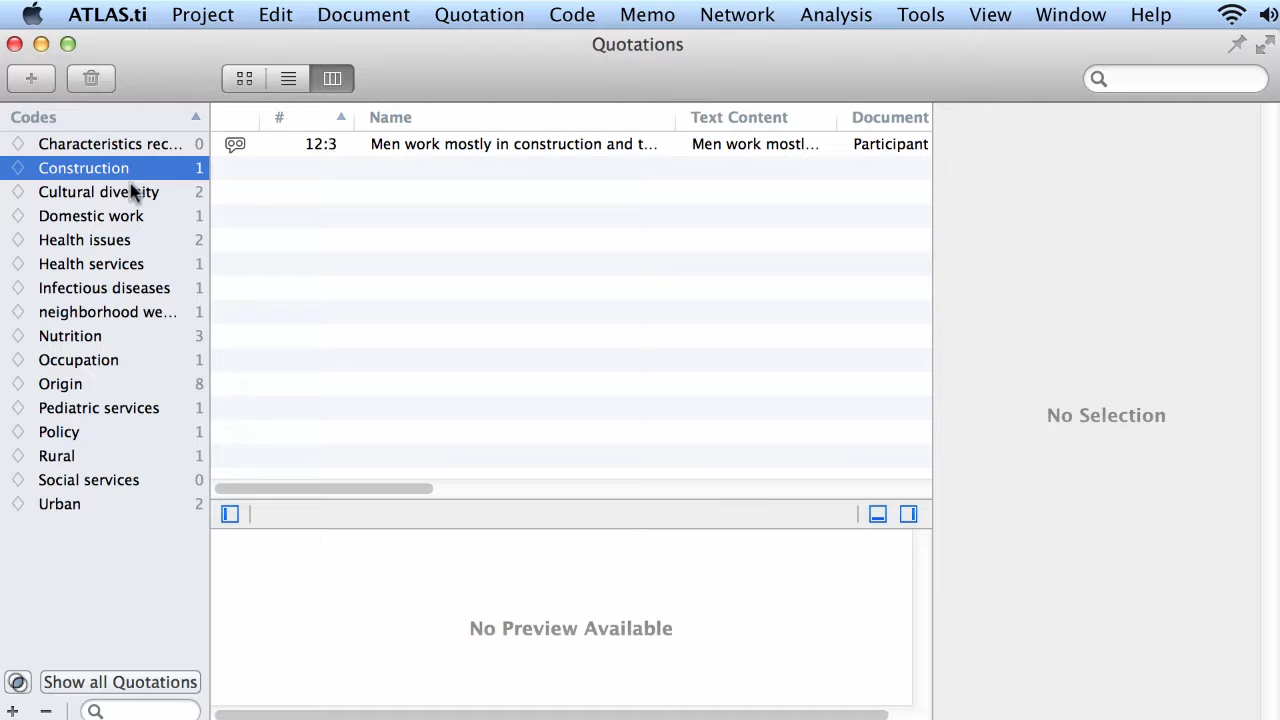 ATLAS.ti Project Edit Document Quotation Code Memo Network Analysis Tools View Window Help
Quotations
Codes # Name Text Content Document
Characteristics rec... 0 12:3 Men work mostly in construction and t... Men work mostl... Participant
Construction 1
Cultural diversity 2
Domestic work 1
Health issues 2
Health services 1
Infectious diseases 1
neighborhood we... 1
Nutrition 3
Occupation 1
Origin 8
Pediatric services 1
Policy 1
Rural 1
Social services 0
Urban 2
No Selection
No Preview Available
Show all Quotations